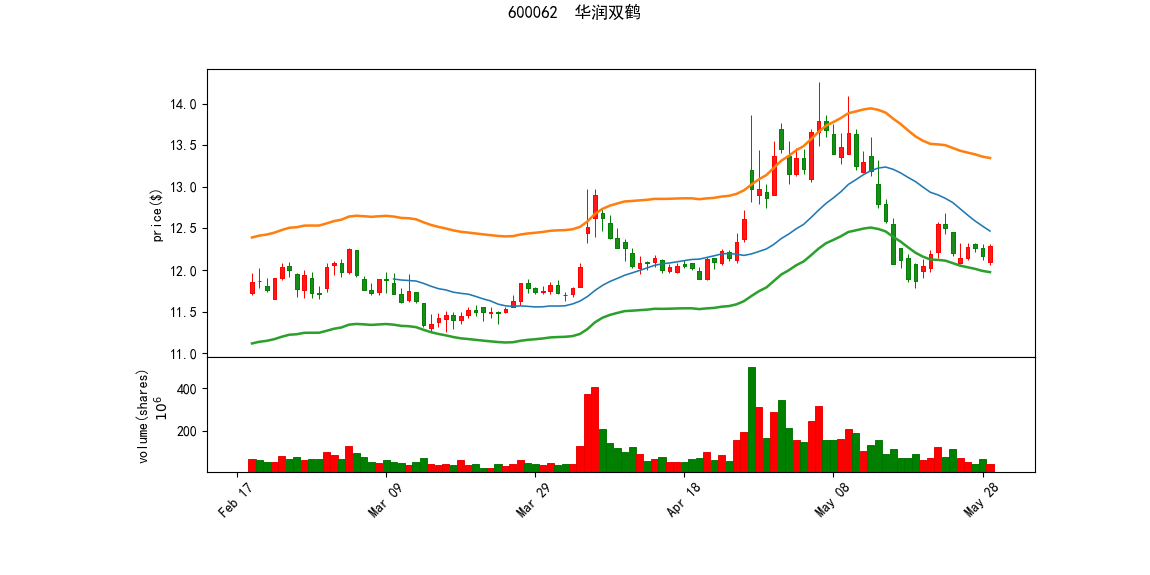 600062 华润双鹤
price($)
14.0
13.5
13.0
12.5
12.0
11.5
11.0
volume(shares)
10^6
400
200
Feb 17
Mar 09
Mar 29
Apr 18
May 08
May 28